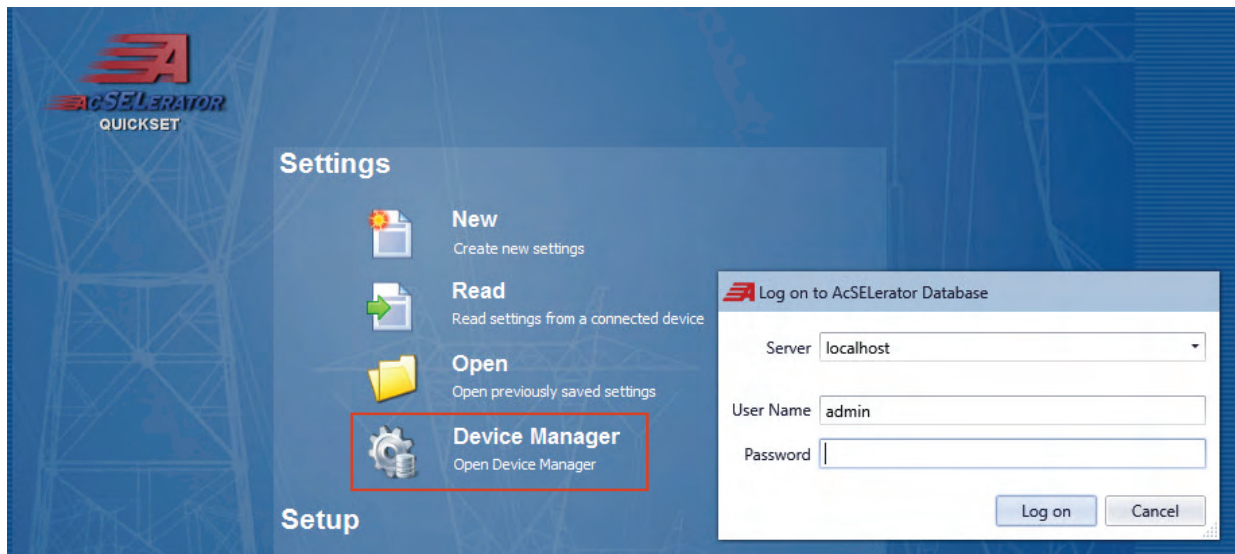 AcSELERATOR
QUICKSET
Settings
New
Create new settings
Read
Read settings from a connected device
Open
Open previously saved settings
Device Manager
Open Device Manager
Setup
Log on to AcSELerator Database
Server localhost
User Name admin
Password
Log on Cancel